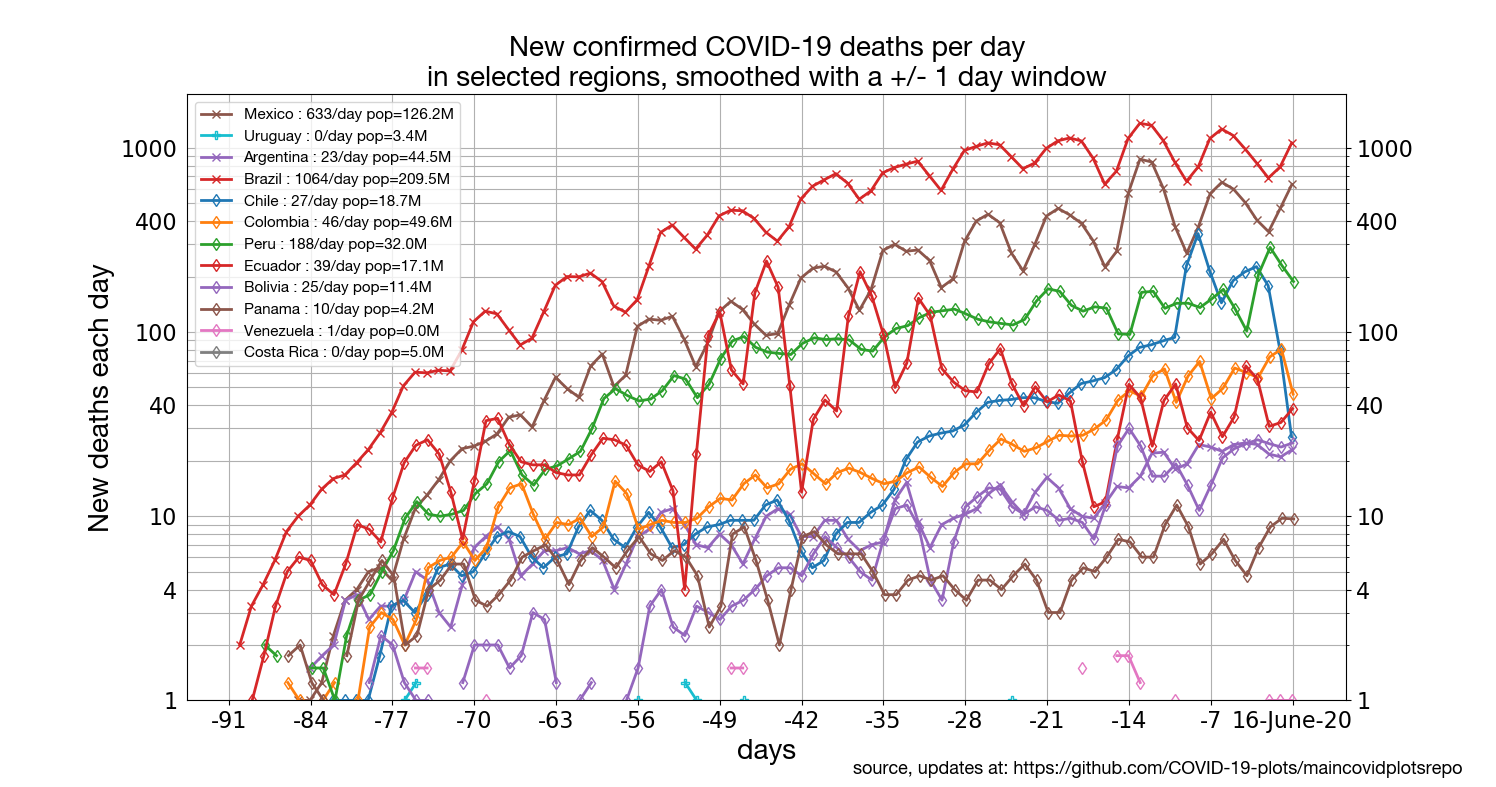 New confirmed COVID-19 deaths per day
in selected regions, smoothed with a +/- 1 day window
Mexico : 633/day pop=126.2M
Uruguay : 0/day pop=3.4M
Argentina : 23/day pop=44.5M
Brazil : 1064/day pop=209.5M
Chile : 27/day pop=18.7M
Colombia : 46/day pop=49.6M
Peru : 188/day pop=32.0M
Ecuador : 39/day pop=17.1M
Bolivia : 25/day pop=11.4M
Panama : 10/day pop=4.2M
Venezuela : 1/day pop=0.0M
Costa Rica : 0/day pop=5.0M
New deaths each day
1000
400
100
40
10
4
1
1000
400
100
40
10
4
1
-91 -84 -77 -70 -63 -56 -49 -42 -35 -28 -21 -14 -7 16-June-20
days
source, updates at: https://github.com/COVID-19-plots/maincovidplotsrepo